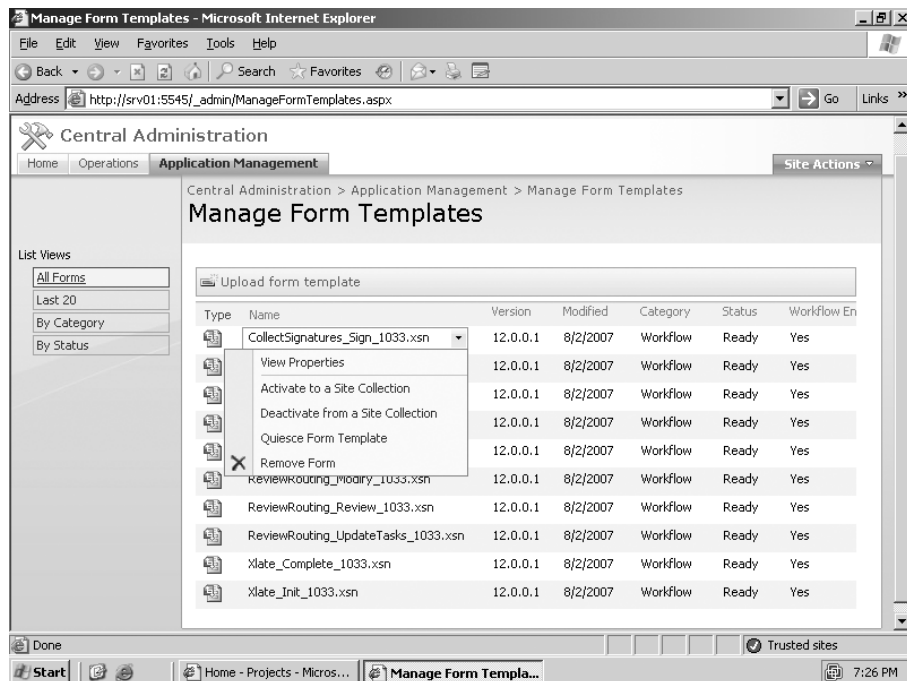 Manage Form Templates - Microsoft Internet Explorer
File Edit View Favorites Tools Help
Back Search Favorites
Address http://srv01:5545/_admin/ManageFormTemplates.aspx Go Links »
Central Administration
Home Operations Application Management Site Actions
Central Administration > Application Management > Manage Form Templates
Manage Form Templates
List Views
All Forms
Last 20
By Category
By Status
Upload form template
Type Name Version Modified Category Status Workflow En
CollectSignatures_Sign_1033.xsn 12.0.0.1 8/2/2007 Workflow Ready Yes
View Properties
Activate to a Site Collection
Deactivate from a Site Collection
Quiesce Form Template
Remove Form
12.0.0.1 8/2/2007 Workflow Ready Yes
12.0.0.1 8/2/2007 Workflow Ready Yes
12.0.0.1 8/2/2007 Workflow Ready Yes
12.0.0.1 8/2/2007 Workflow Ready Yes
ReviewRouting_Modify_1033.xsn 12.0.0.1 8/2/2007 Workflow Ready Yes
ReviewRouting_Review_1033.xsn 12.0.0.1 8/2/2007 Workflow Ready Yes
ReviewRouting_UpdateTasks_1033.xsn 12.0.0.1 8/2/2007 Workflow Ready Yes
Xlate_Complete_1033.xsn 12.0.0.1 8/2/2007 Workflow Ready Yes
Xlate_Init_1033.xsn 12.0.0.1 8/2/2007 Workflow Ready Yes
Done Trusted sites
Start Home - Projects - Micros... Manage Form Templa... 7:26 PM